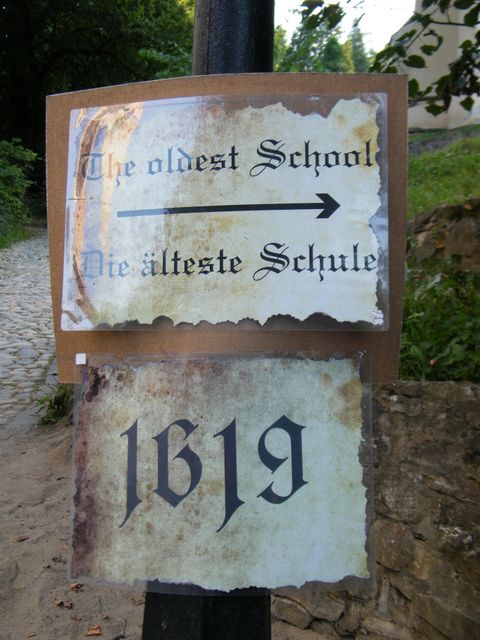 The oldest School
Die älteste Schule
1619